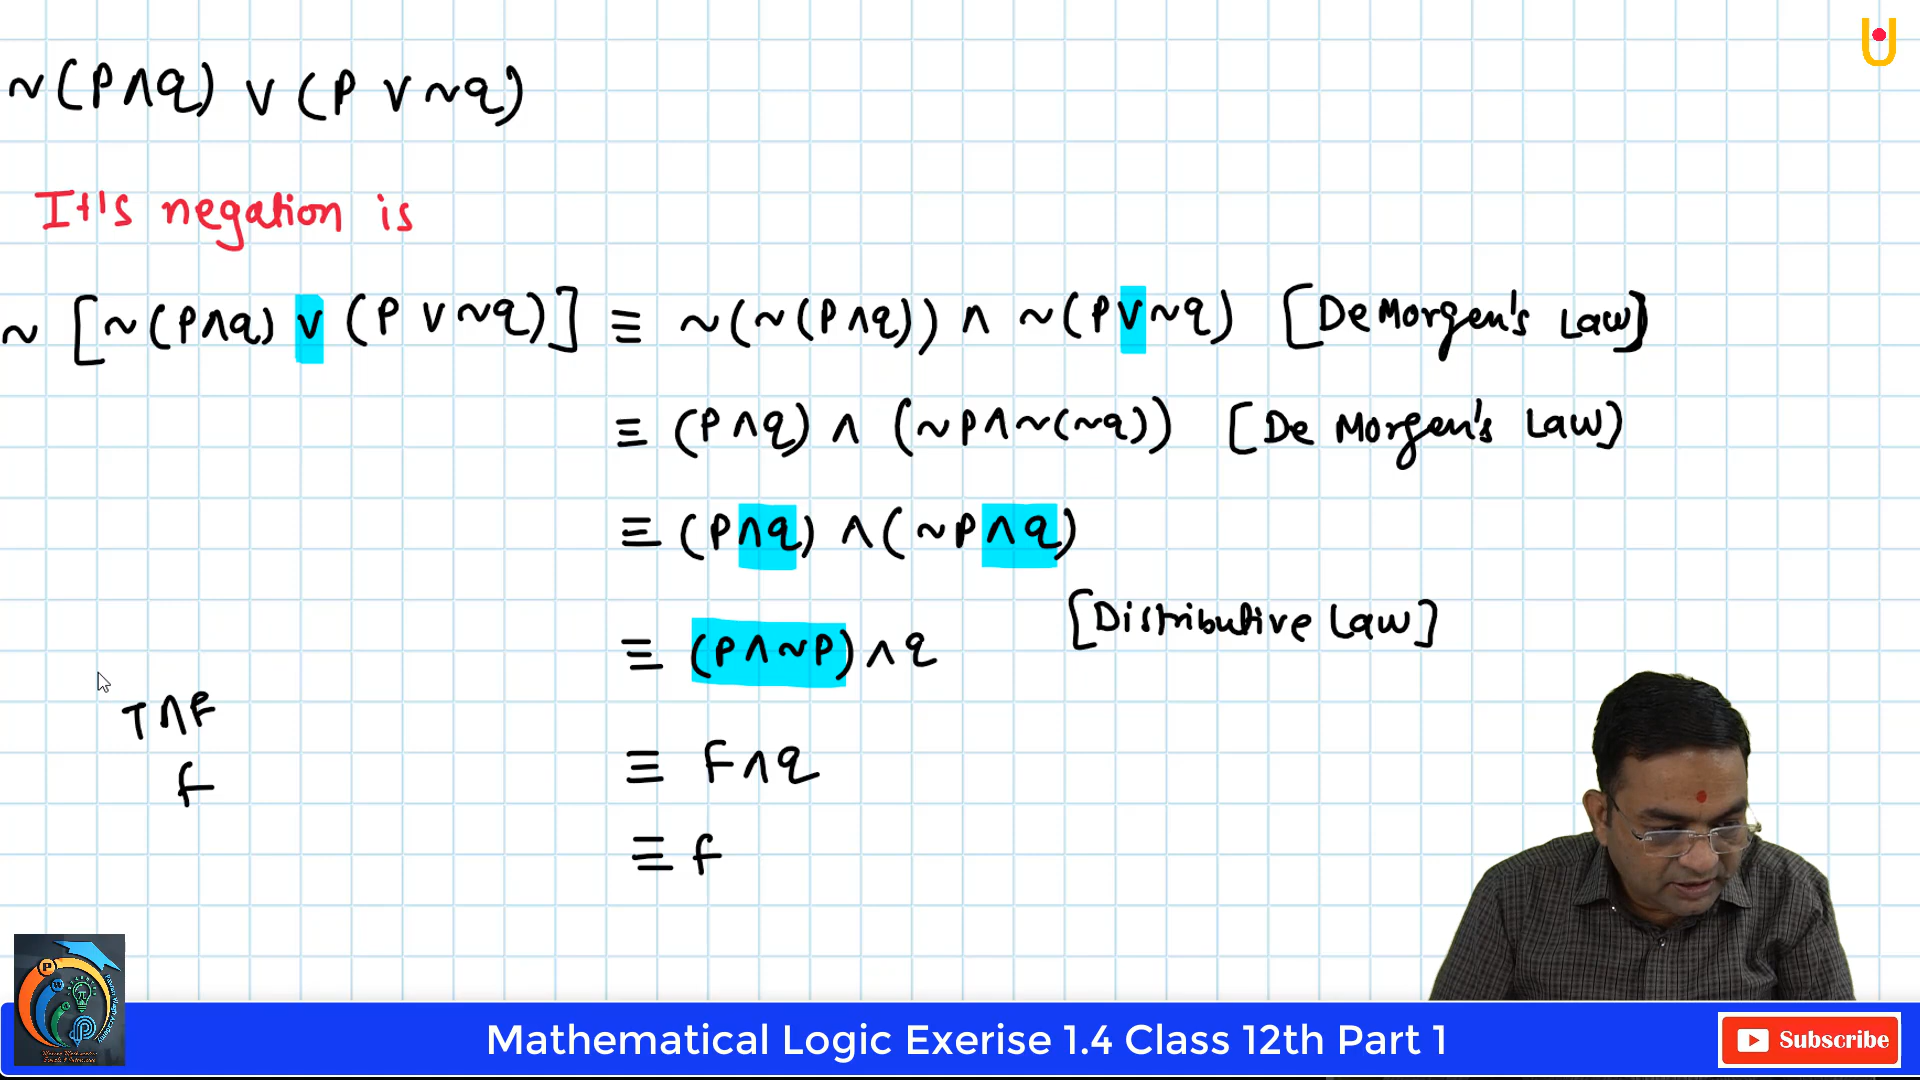 ~(P∧q) ∨ (P ∨ ~q)
It's negation is
~ [~(P∧q) ∨ (P ∨ ~q)] ≡ ~(~(P∧q)) ∧ ~(P∨~q) [De Morgen's Law]
≡ (P∧q) ∧ (~P∧~(~q)) [De Morgen's Law]
≡ (P∧q) ∧ (~P∧q)
[Distributive Law]
≡ (P∧~P) ∧ q
T∧F
F
≡ F∧q
≡ F
Mathematical Logic Exerise 1.4 Class 12th Part 1
Subscribe